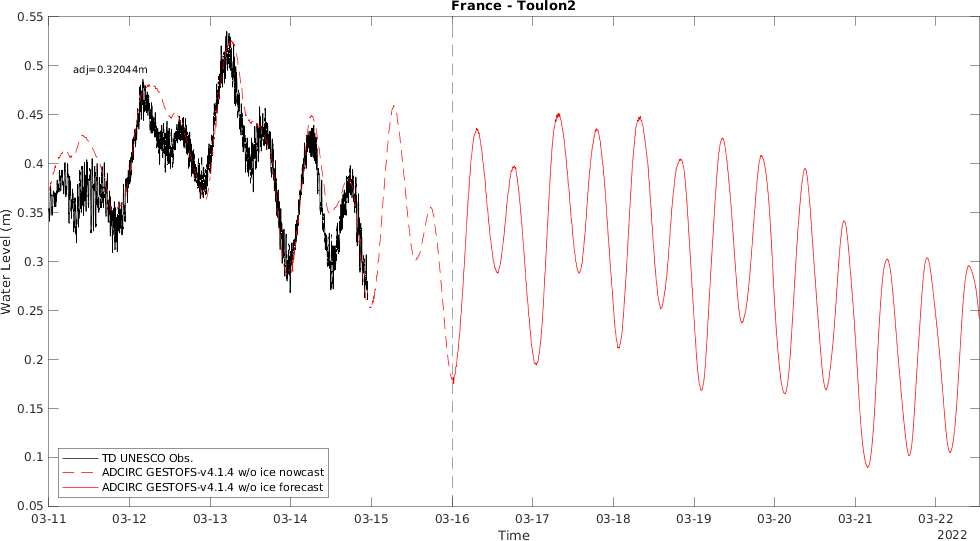 France - Toulon2
adj=0.32044m
0.55
0.5
0.45
0.4
0.35
0.3
0.25
0.2
0.15
0.1
0.05
Water Level (m)
TD UNESCO Obs.
ADCIRC GESTOFS-v4.1.4 w/o ice nowcast
ADCIRC GESTOFS-v4.1.4 w/o ice forecast
03-11 03-12 03-13 03-14 03-15 03-16 03-17 03-18 03-19 03-20 03-21 03-22
Time
2022